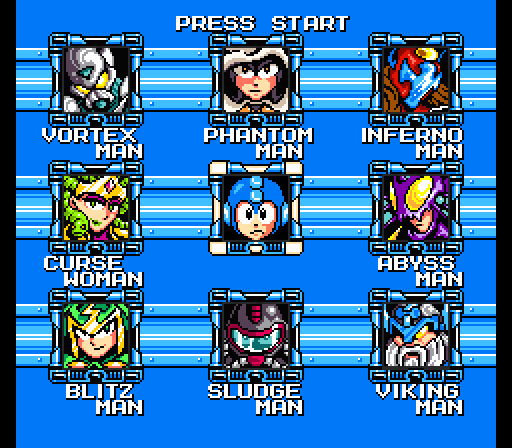 PRESS START
VORTEX MAN
PHANTOM MAN
INFERNO MAN
CURSE WOMAN
ABYSS MAN
BLITZ MAN
SLUDGE MAN
VIKING MAN